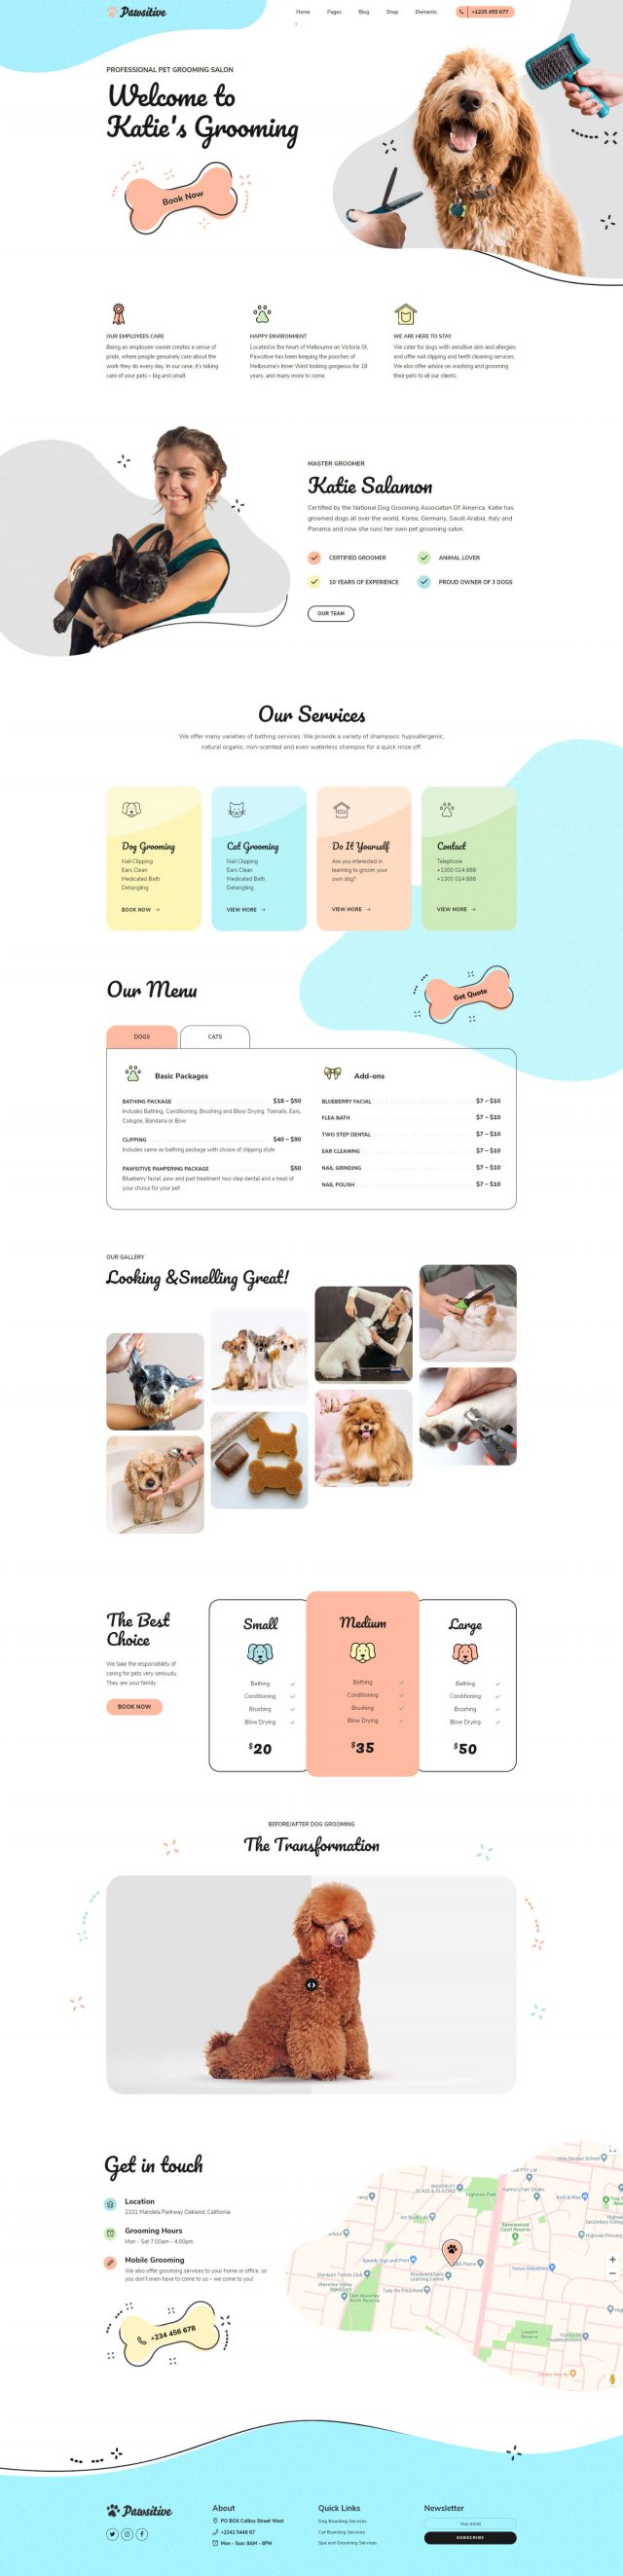 Pawsitive
Home Pages Blog Shop Elements +1235 455 677
PROFESSIONAL PET GROOMING SALON
Welcome to
Katie's Grooming
Book Now
OUR EMPLOYEES CARE
Being an employee-owner creates a sense of
pride, where people genuinely care about the
work they do every day. In our case, it's taking
care of your pets – big and small.
HAPPY ENVIRONMENT
Located in the heart of Melbourne on Victoria St,
Pawsitive has been keeping the pooches of
Melbourne's Inner West looking gorgeous for 18
years, and many more to come.
WE ARE HERE TO STAY
We cater for dogs with sensitive skin and allergies
and offer nail clipping and teeth cleaning services.
We also offer advice on washing and grooming
their pets to all our clients.
MASTER GROOMER
Katie Salamon
Certified by the National Dog Grooming Associaton Of America, Katie has
groomed dogs all over the world, Korea, Germany, Saudi Arabia, Italy and
Panama and now she runs her own pet grooming salon.
CERTIFIED GROOMER
ANIMAL LOVER
10 YEARS OF EXPERIENCE
PROUD OWNER OF 3 DOGS
OUR TEAM
Our Services
We offer many varieties of bathing services. We provide a variety of shampoos: hypoallergenic,
natural organic, non-scented and even waterless shampoo for a quick rinse off.
Dog Grooming
Nail Clipping
Ears Clean
Medicated Bath
Detangling
BOOK NOW →
Cat Grooming
Nail Clipping
Ears Clean
Medicated Bath
Detangling
VIEW MORE →
Do It Yourself
Are you interested in
learning to groom your
own dog?
VIEW MORE →
Contact
Telephone
+1300 024 888
+1300 024 888
VIEW MORE →
Our Menu
Get Quote
DOGS
CATS
Basic Packages
BATHING PACKAGE $18 – $50
Includes Bathing, Conditioning, Brushing and Blow Drying, Toenails, Ears,
Cologne, Bandana or Bow
CLIPPING $40 – $90
Includes same as bathing package with choice of clipping style
PAWSITIVE PAMPERING PACKAGE $50
Blueberry facial, paw and pad treatment two step dental and a treat of
your choice for your pet
Add-ons
BLUEBERRY FACIAL $7 – $10
FLEA BATH $7 – $10
TWO STEP DENTAL $7 – $10
EAR CLEANING $7 – $10
NAIL GRINDING $7 – $10
NAIL POLISH $7 – $10
OUR GALLERY
Looking &Smelling Great!
The Best
Choice
We take the responsibility of
caring for pets very seriously.
They are your family.
BOOK NOW
Small
Bathing
Conditioning
Brushing
Blow Drying
$20
Medium
Bathing
Conditioning
Brushing
Blow Drying
$35
Large
Bathing
Conditioning
Brushing
Blow Drying
$50
BEFORE/AFTER DOG GROOMING
The Transformation
Get in touch
Location
2101 Mandela Parkway Oakland, California
Grooming Hours
Mon - Sat 7:00am - 4:00pm
Mobile Grooming
We also offer grooming services to your home or office, so
you don't even have to come to us – we come to you!
+234 456 678
Pawsitive
About
PO BOX Collins Street West
+2342 5446 67
Mon - Sun: 8AM - 8PM
Quick Links
Dog Boarding Services
Cat Boarding Services
Spa and Grooming Services
Newsletter
Your email
SUBSCRIBE